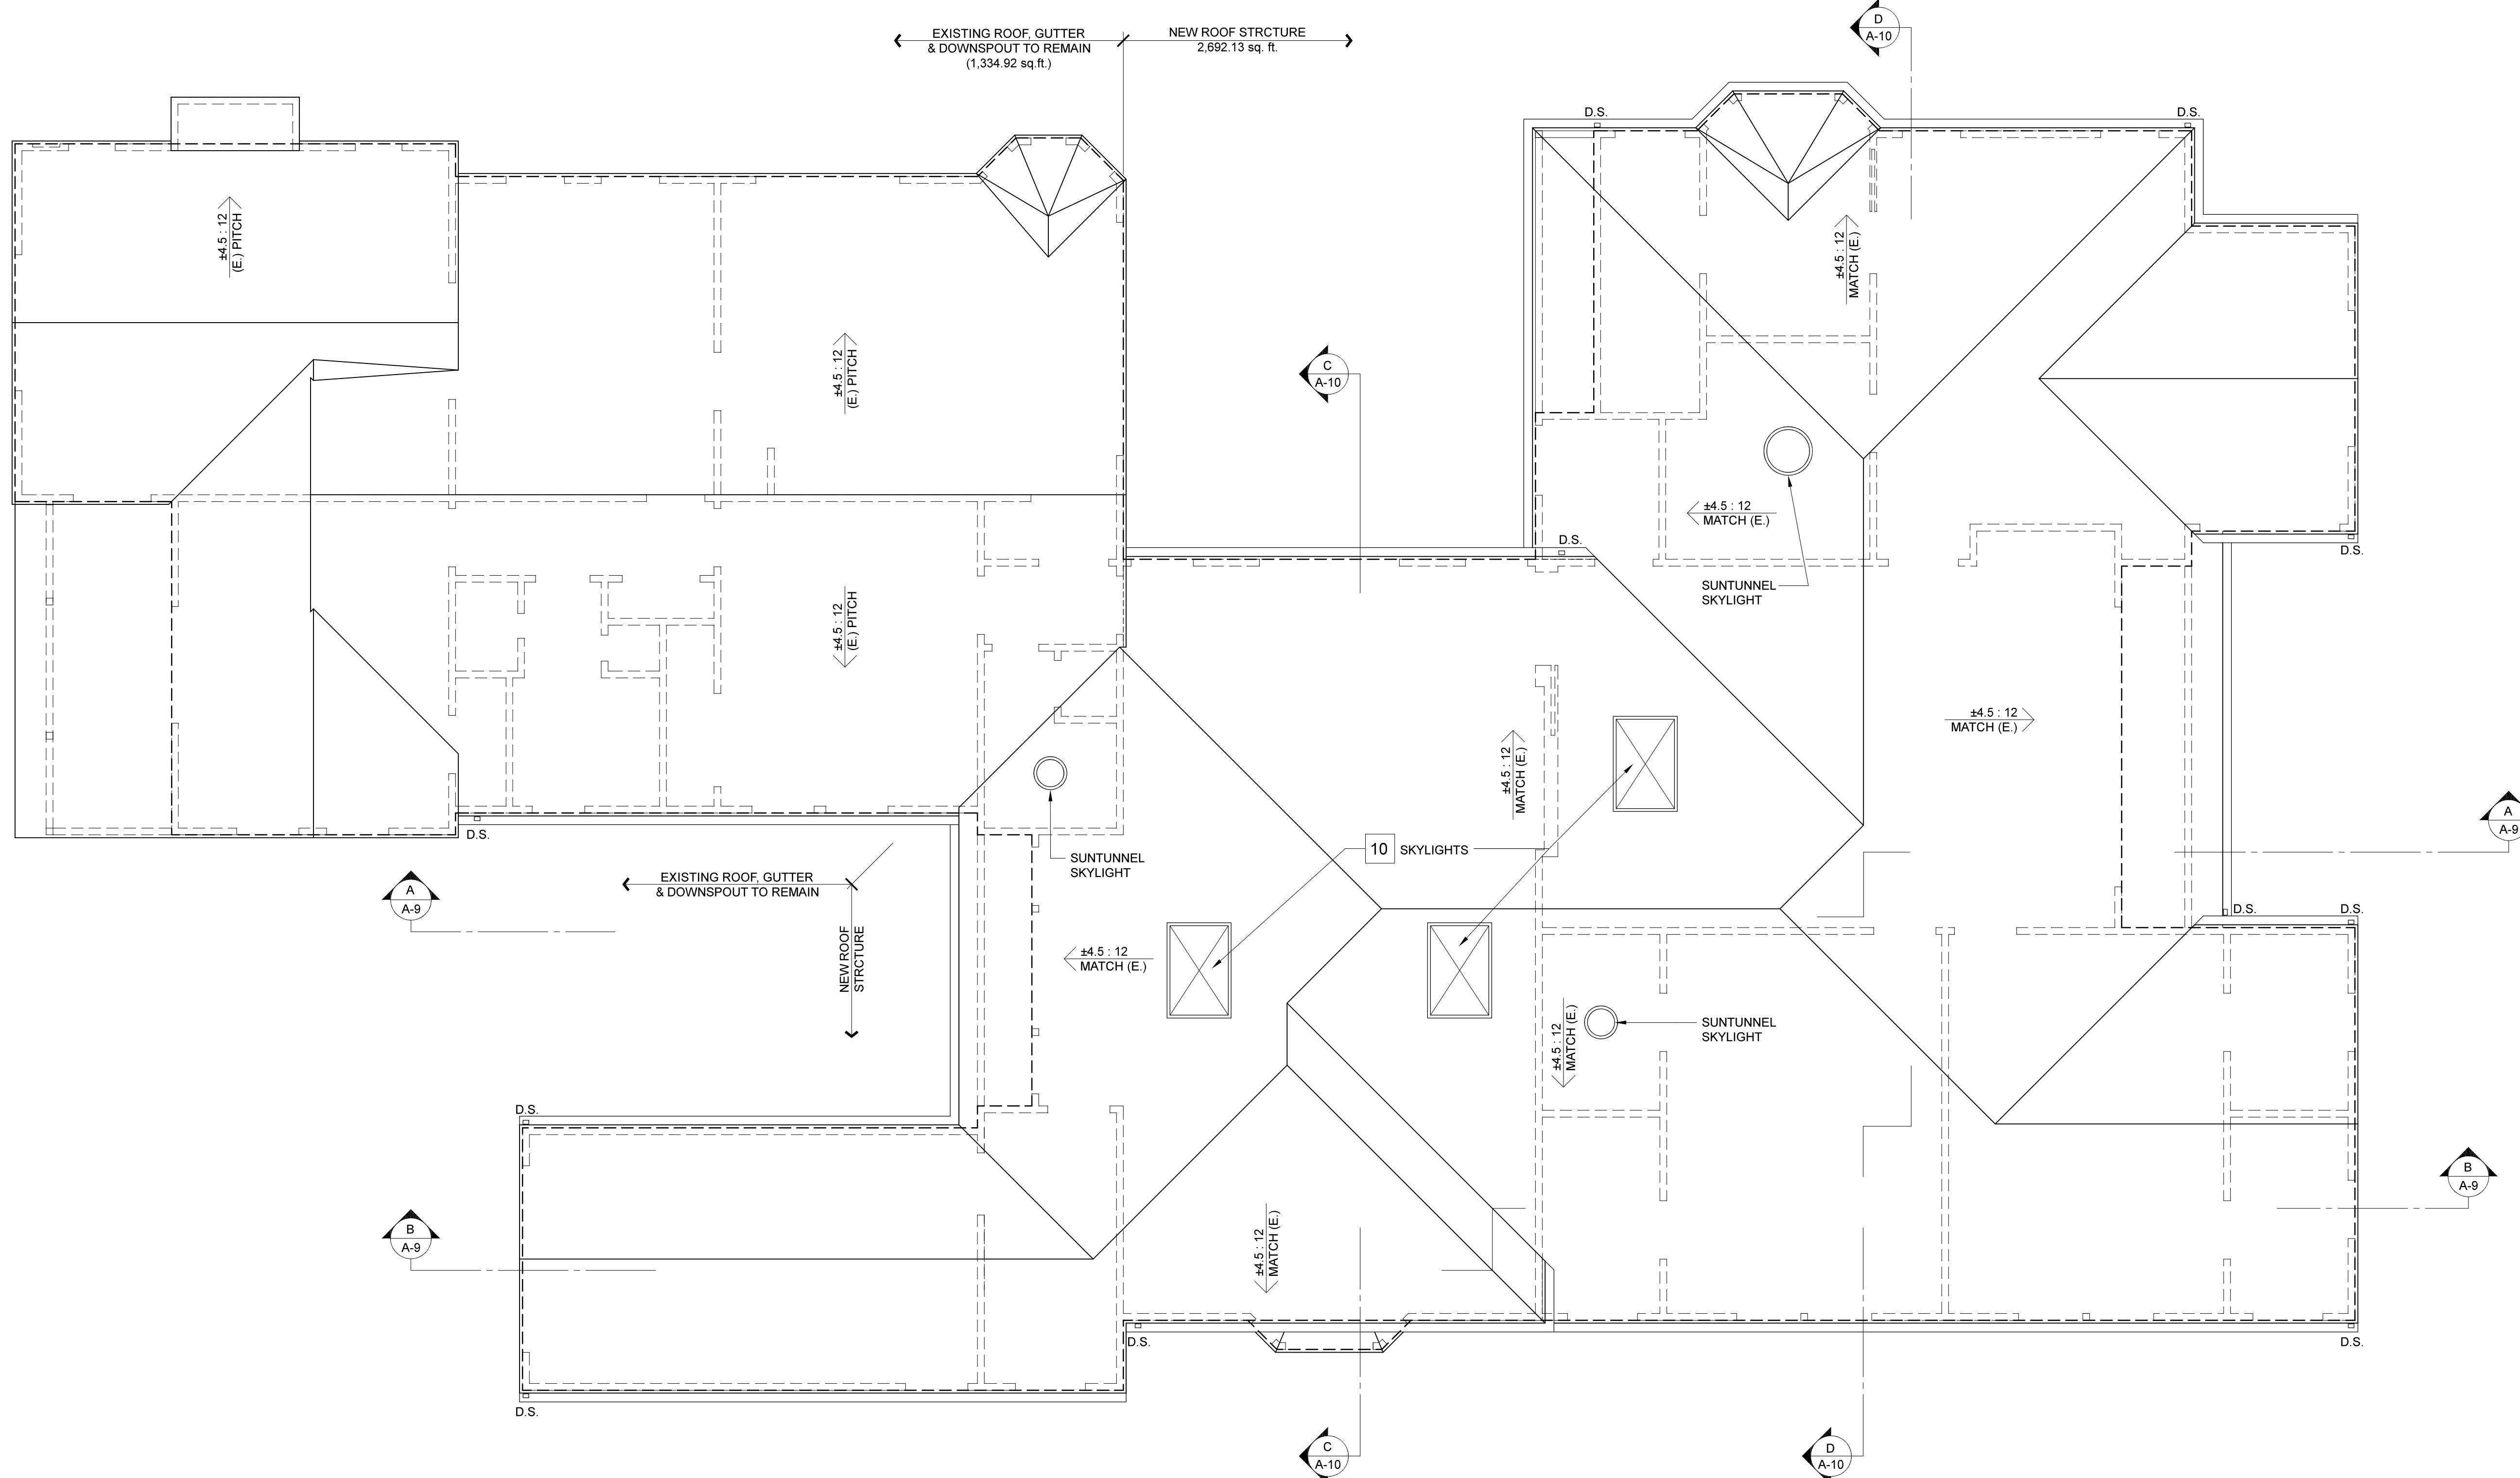 EXISTING ROOF, GUTTER
& DOWNSPOUT TO REMAIN
(1,334.92 sq.ft.)
NEW ROOF STRCTURE
2,692.13 sq. ft.
D
A-10
D.S.
D.S.
±4.5 : 12
(E.) PITCH
±4.5 : 12
MATCH (E.)
±4.5 : 12
(E.) PITCH
C
A-10
±4.5 : 12
MATCH (E.)
D.S.
D.S.
SUNTUNNEL
SKYLIGHT
±4.5 : 12
(E.) PITCH
±4.5 : 12
MATCH (E.)
±4.5 : 12
MATCH (E.)
A
A-9
D.S.
10
SKYLIGHTS
SUNTUNNEL
SKYLIGHT
EXISTING ROOF, GUTTER
& DOWNSPOUT TO REMAIN
A
A-9
D.S.
D.S.
NEW ROOF
STRCTURE
±4.5 : 12
MATCH (E.)
SUNTUNNEL
SKYLIGHT
±4.5 : 12
MATCH (E.)
D.S.
B
A-9
B
A-9
±4.5 : 12
MATCH (E.)
D.S.
D.S.
D.S.
C
A-10
D
A-10